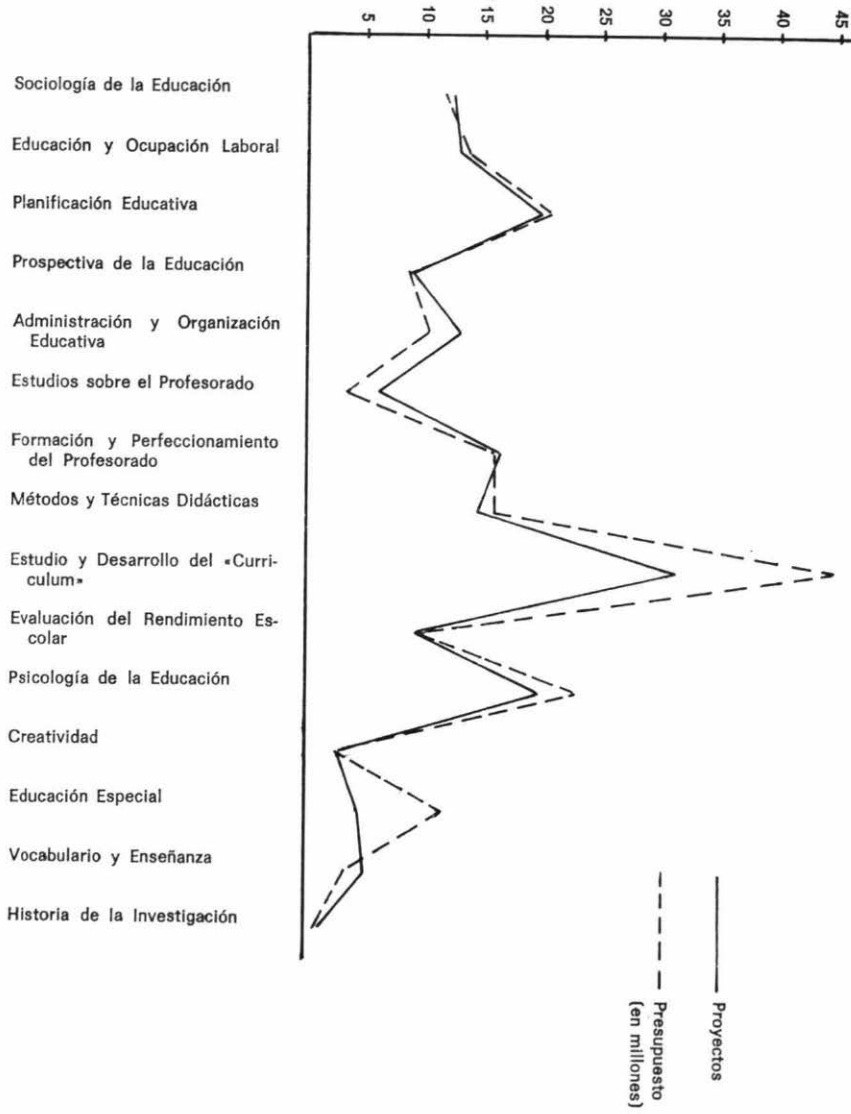 5 10 15 20 25 30 35 40 45
Sociología de la Educación
Educación y Ocupación Laboral
Planificación Educativa
Prospectiva de la Educación
Administración y Organización
Educativa
Estudios sobre el Profesorado
Formación y Perfeccionamiento
del Profesorado
Métodos y Técnicas Didácticas
Estudio y Desarrollo del «Curri-
culum»
Evaluación del Rendimiento Es-
colar
Psicología de la Educación
Creatividad
Educación Especial
Vocabulario y Enseñanza
Historia de la Investigación
Proyectos
Presupuesto
(en millones)